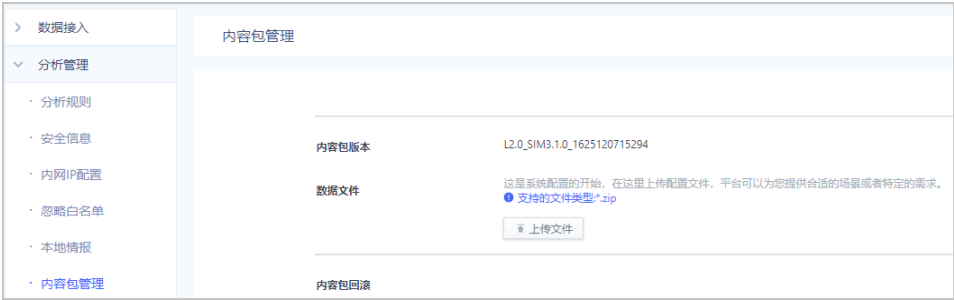 数据接入
分析管理
· 分析规则
· 安全信息
· 内网IP配置
· 忽略白名单
· 本地情报
· 内容包管理
内容包管理
内容包版本
L2.0_SIM3.1.0_1625120715294
数据文件
这是系统配置的开始，在这里上传配置文件，平台可以为您提供合适的场景或者特定的需求。
支持的文件类型:*.zip
上传文件
内容包回滚